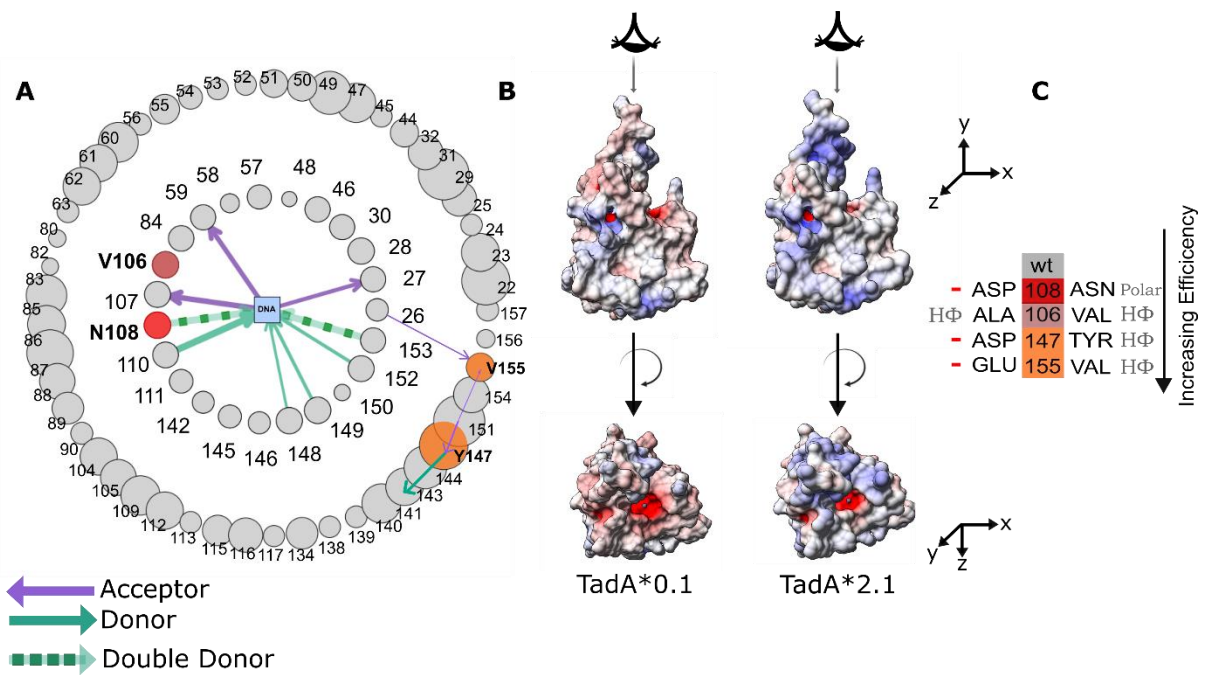 A
B
C
52
51
50
49
47
45
44
32
31
29
25
24
23
22
157
156
V155
154
151
Y147
144
143
141
140
139
138
134
117
116
115
113
112
109
105
104
90
89
88
87
86
85
83
82
80
63
62
61
60
56
55
54
53
57
48
46
30
28
27
26
153
152
150
149
148
146
145
142
111
110
N108
107
V106
84
59
58
DNA
Acceptor
Donor
Double Donor
TadA*0.1
TadA*2.1
y
x
z
x
y
z
wt
- ASP 108 ASN Polar
HΦ ALA 106 VAL HΦ
- ASP 147 TYR HΦ
- GLU 155 VAL HΦ
Increasing Efficicency